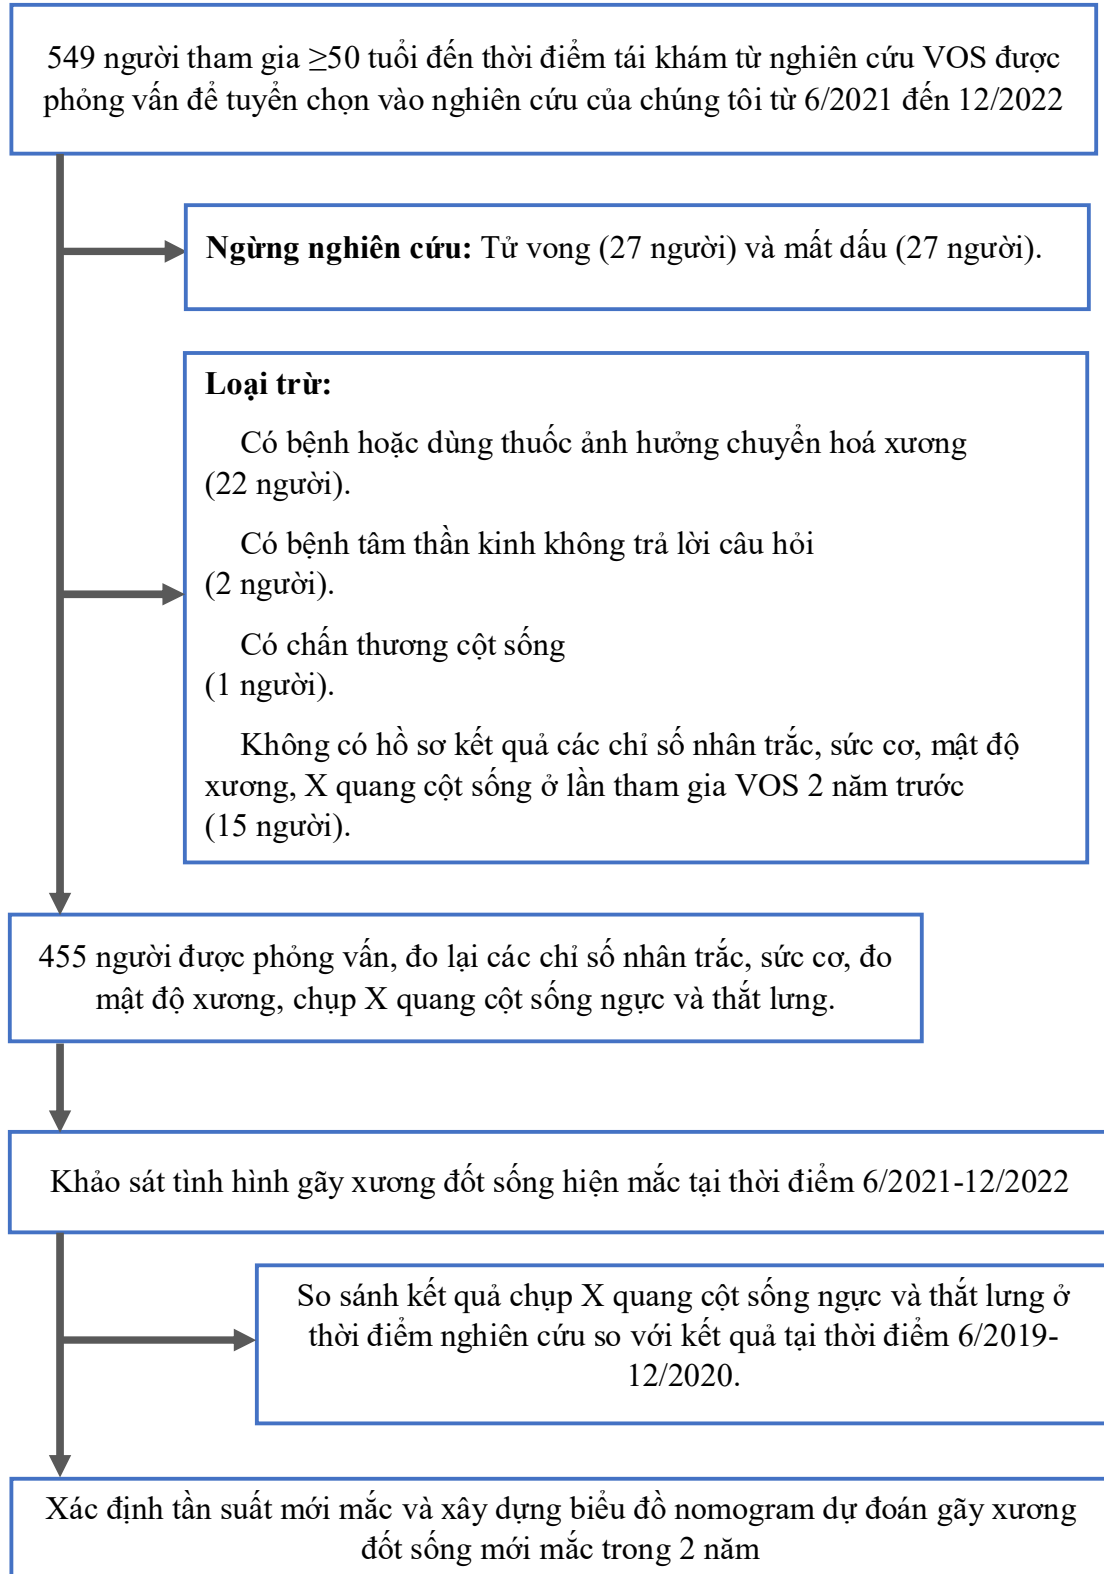 549 người tham gia ≥50 tuổi đến thời điểm tái khám từ nghiên cứu VOS được
phỏng vấn để tuyển chọn vào nghiên cứu của chúng tôi từ 6/2021 đến 12/2022
Ngừng nghiên cứu: Tử vong (27 người) và mất dấu (27 người).
Loại trừ:
Có bệnh hoặc dùng thuốc ảnh hưởng chuyển hoá xương
(22 người).
Có bệnh tâm thần kinh không trả lời câu hỏi
(2 người).
Có chấn thương cột sống
(1 người).
Không có hồ sơ kết quả các chỉ số nhân trắc, sức cơ, mật độ
xương, X quang cột sống ở lần tham gia VOS 2 năm trước
(15 người).
455 người được phỏng vấn, đo lại các chỉ số nhân trắc, sức cơ, đo
mật độ xương, chụp X quang cột sống ngực và thắt lưng.
Khảo sát tình hình gãy xương đốt sống hiện mắc tại thời điểm 6/2021-12/2022
So sánh kết quả chụp X quang cột sống ngực và thắt lưng ở
thời điểm nghiên cứu so với kết quả tại thời điểm 6/2019-
12/2020.
Xác định tần suất mới mắc và xây dựng biểu đồ nomogram dự đoán gãy xương
đốt sống mới mắc trong 2 năm